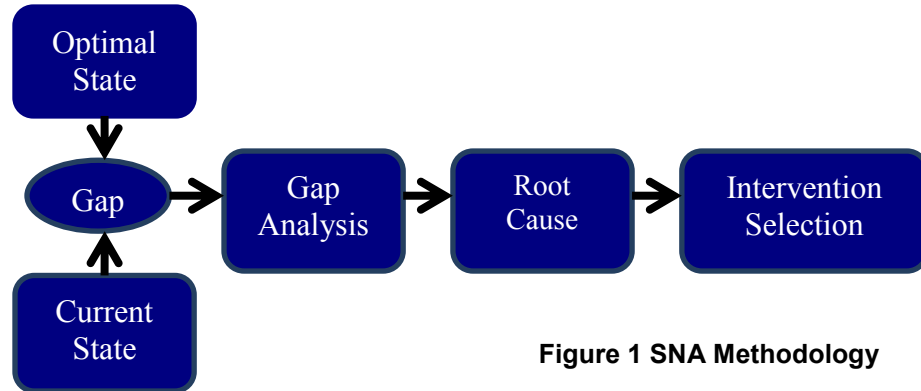 Optimal
State
Gap
Current
State
Gap
Analysis
Root
Cause
Intervention
Selection
Figure 1 SNA Methodology